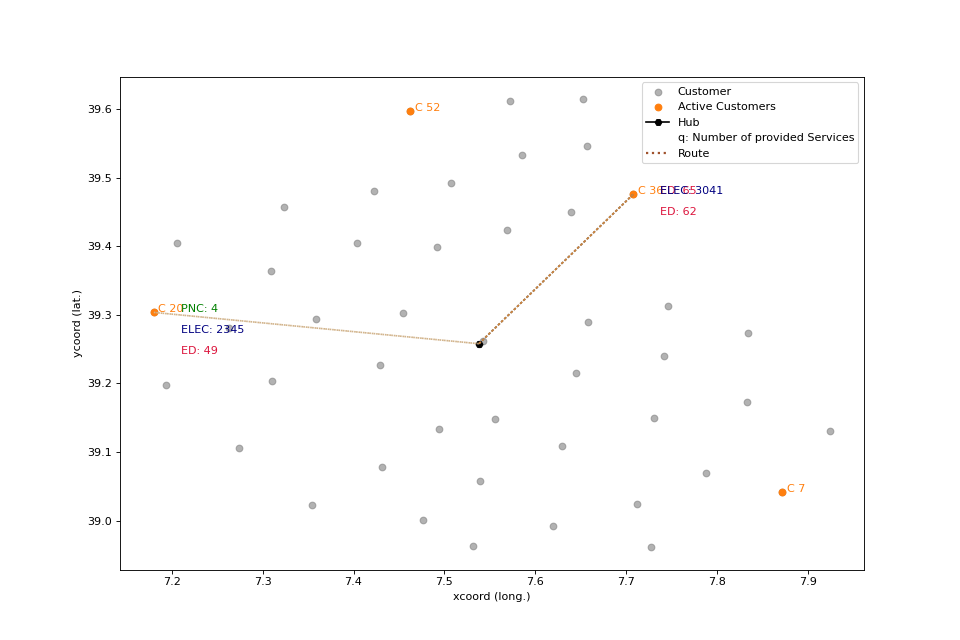 39.6
39.5
39.4
39.3
39.2
39.1
39.0
ycoord (lat.)
7.2
7.3
7.4
7.5
7.6
7.7
7.8
7.9
xcoord (long.)
Customer
Active Customers
Hub
q: Number of provided Services
Route
C 52
C 36
ED: 62
C 20
PNC: 4
ELEC: 2345
ED: 49
C 7